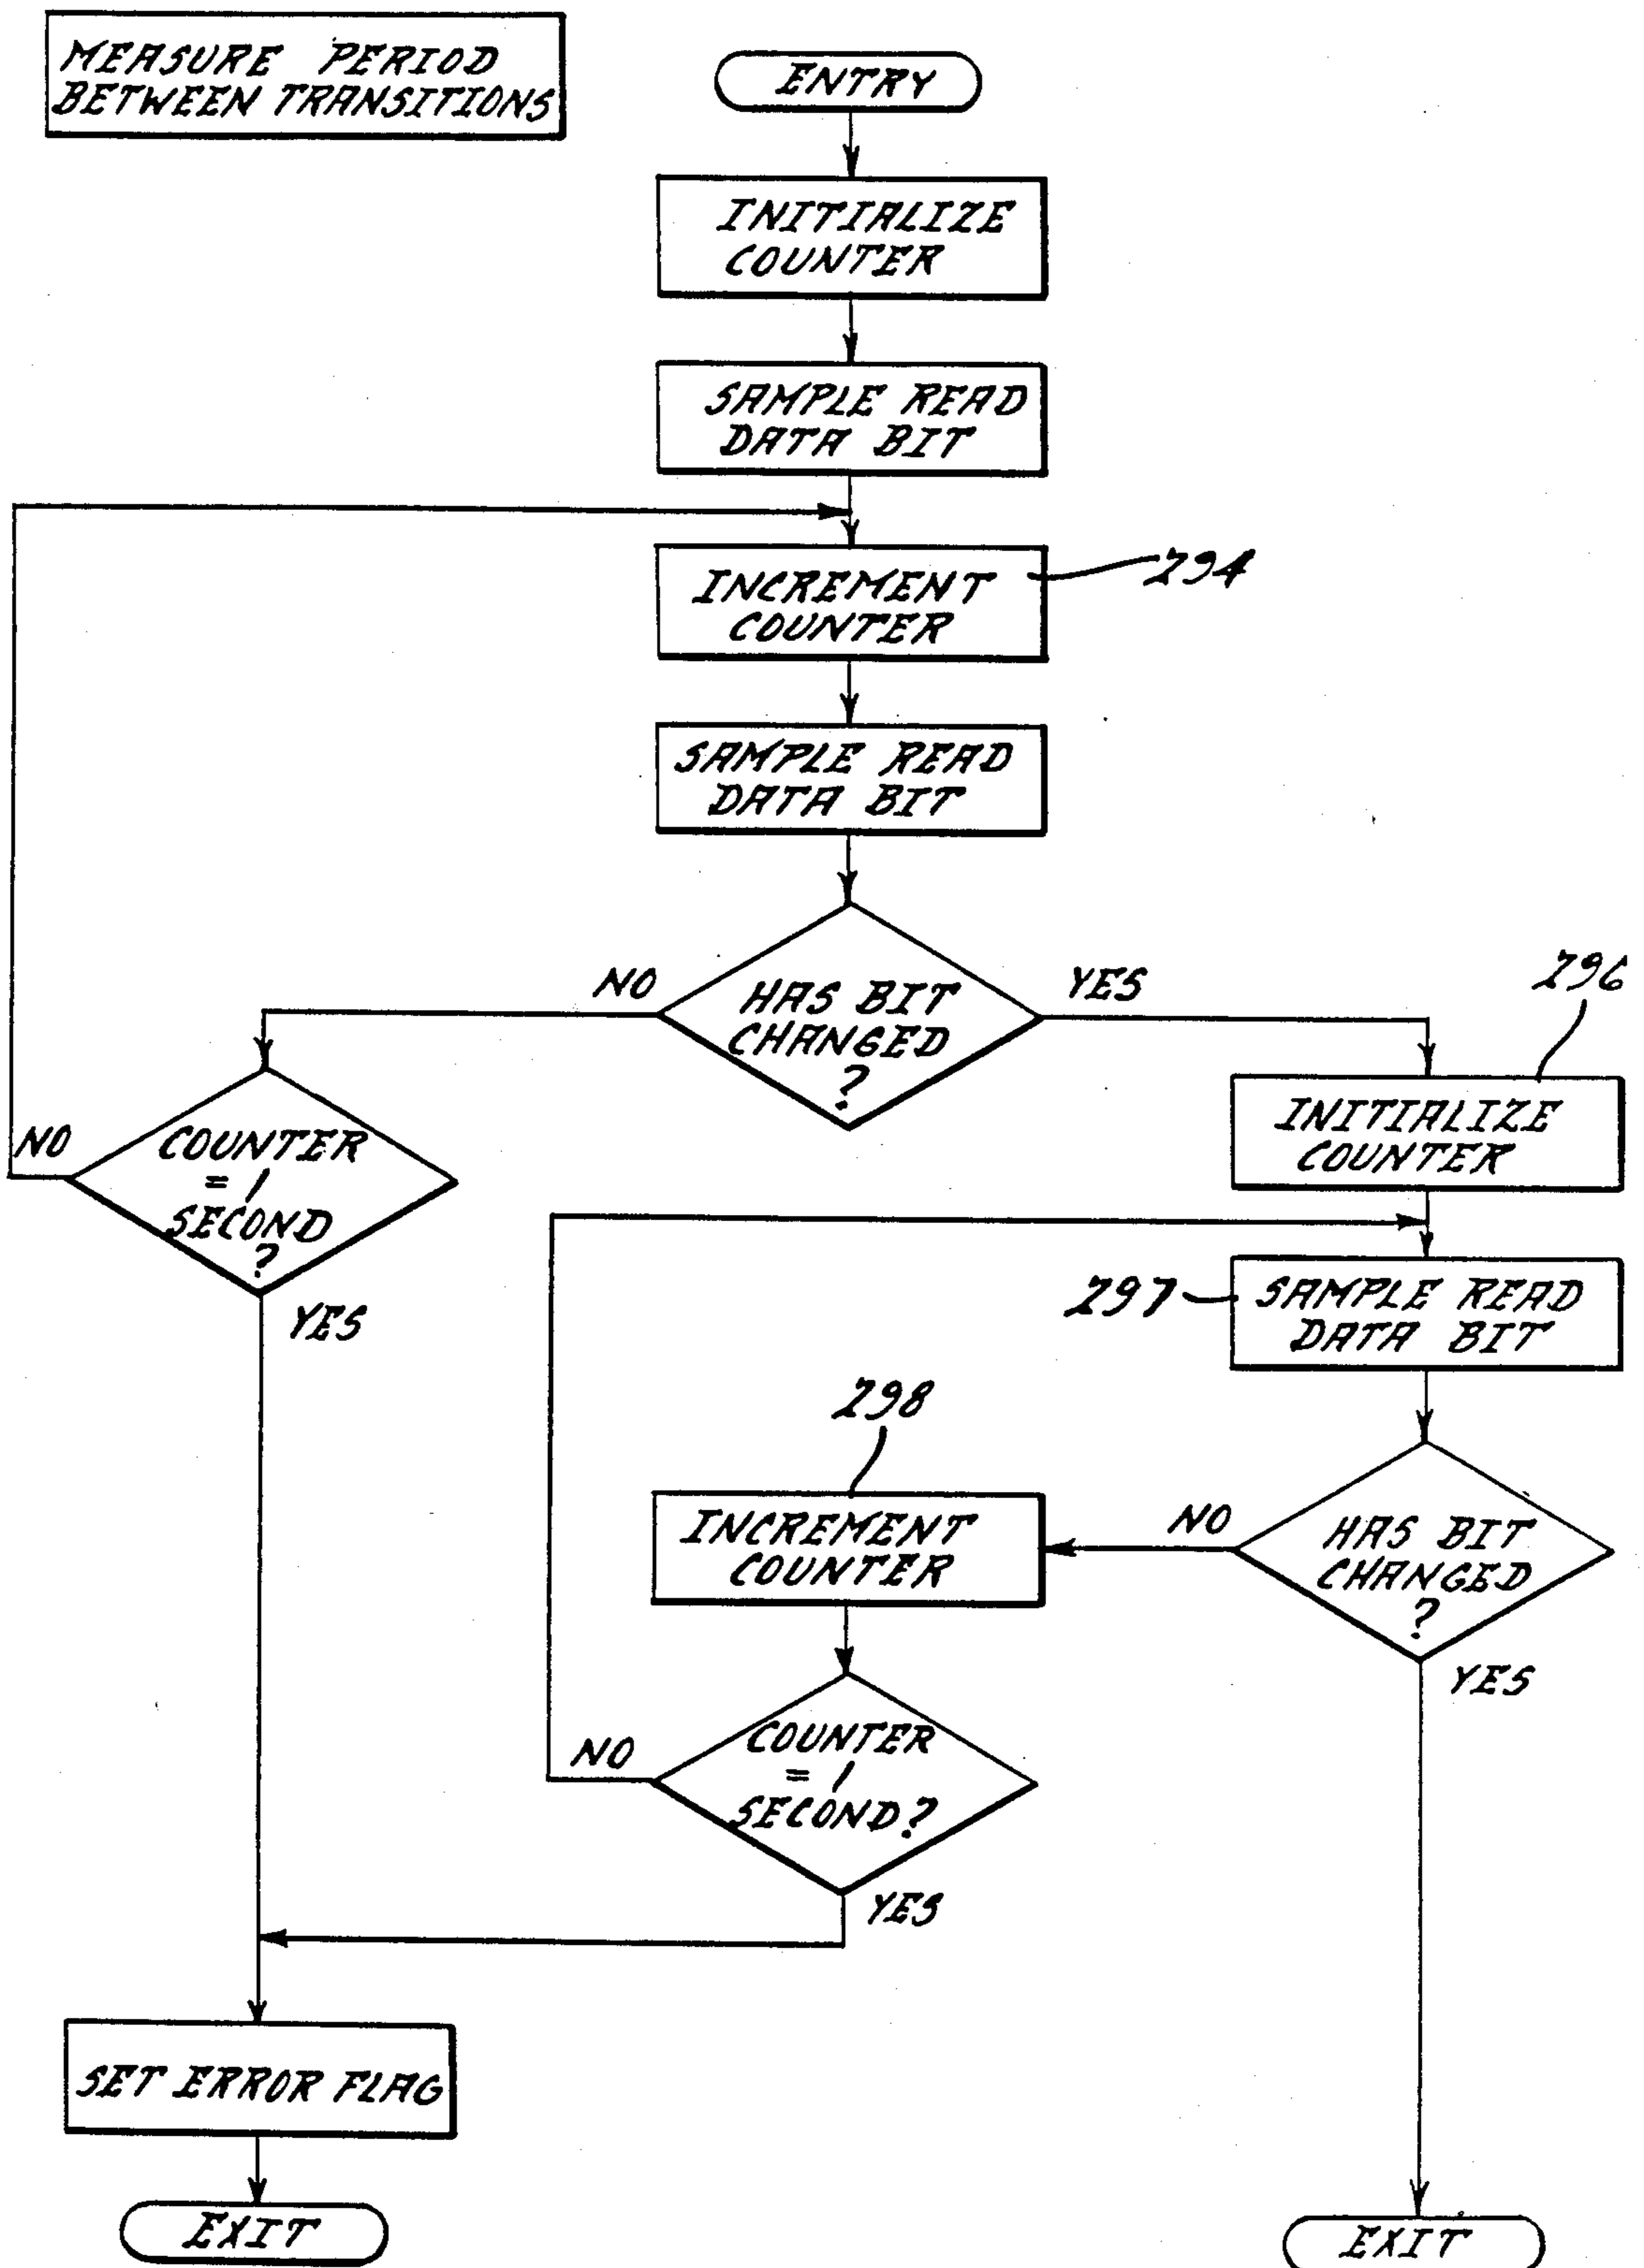 MEASURE PERIOD
BETWEEN TRANSITIONS
ENTRY
INITIALIZE
COUNTER
SAMPLE READ
DATA BIT
INCREMENT
COUNTER
294
SAMPLE READ
DATA BIT
HAS BIT
CHANGED
?
NO
YES
296
INITIALIZE
COUNTER
COUNTER
= 1
SECOND
?
NO
YES
297
SAMPLE READ
DATA BIT
298
INCREMENT
COUNTER
NO
HAS BIT
CHANGED
?
YES
COUNTER
= 1
SECOND?
NO
YES
SET ERROR FLAG
EXIT
EXIT